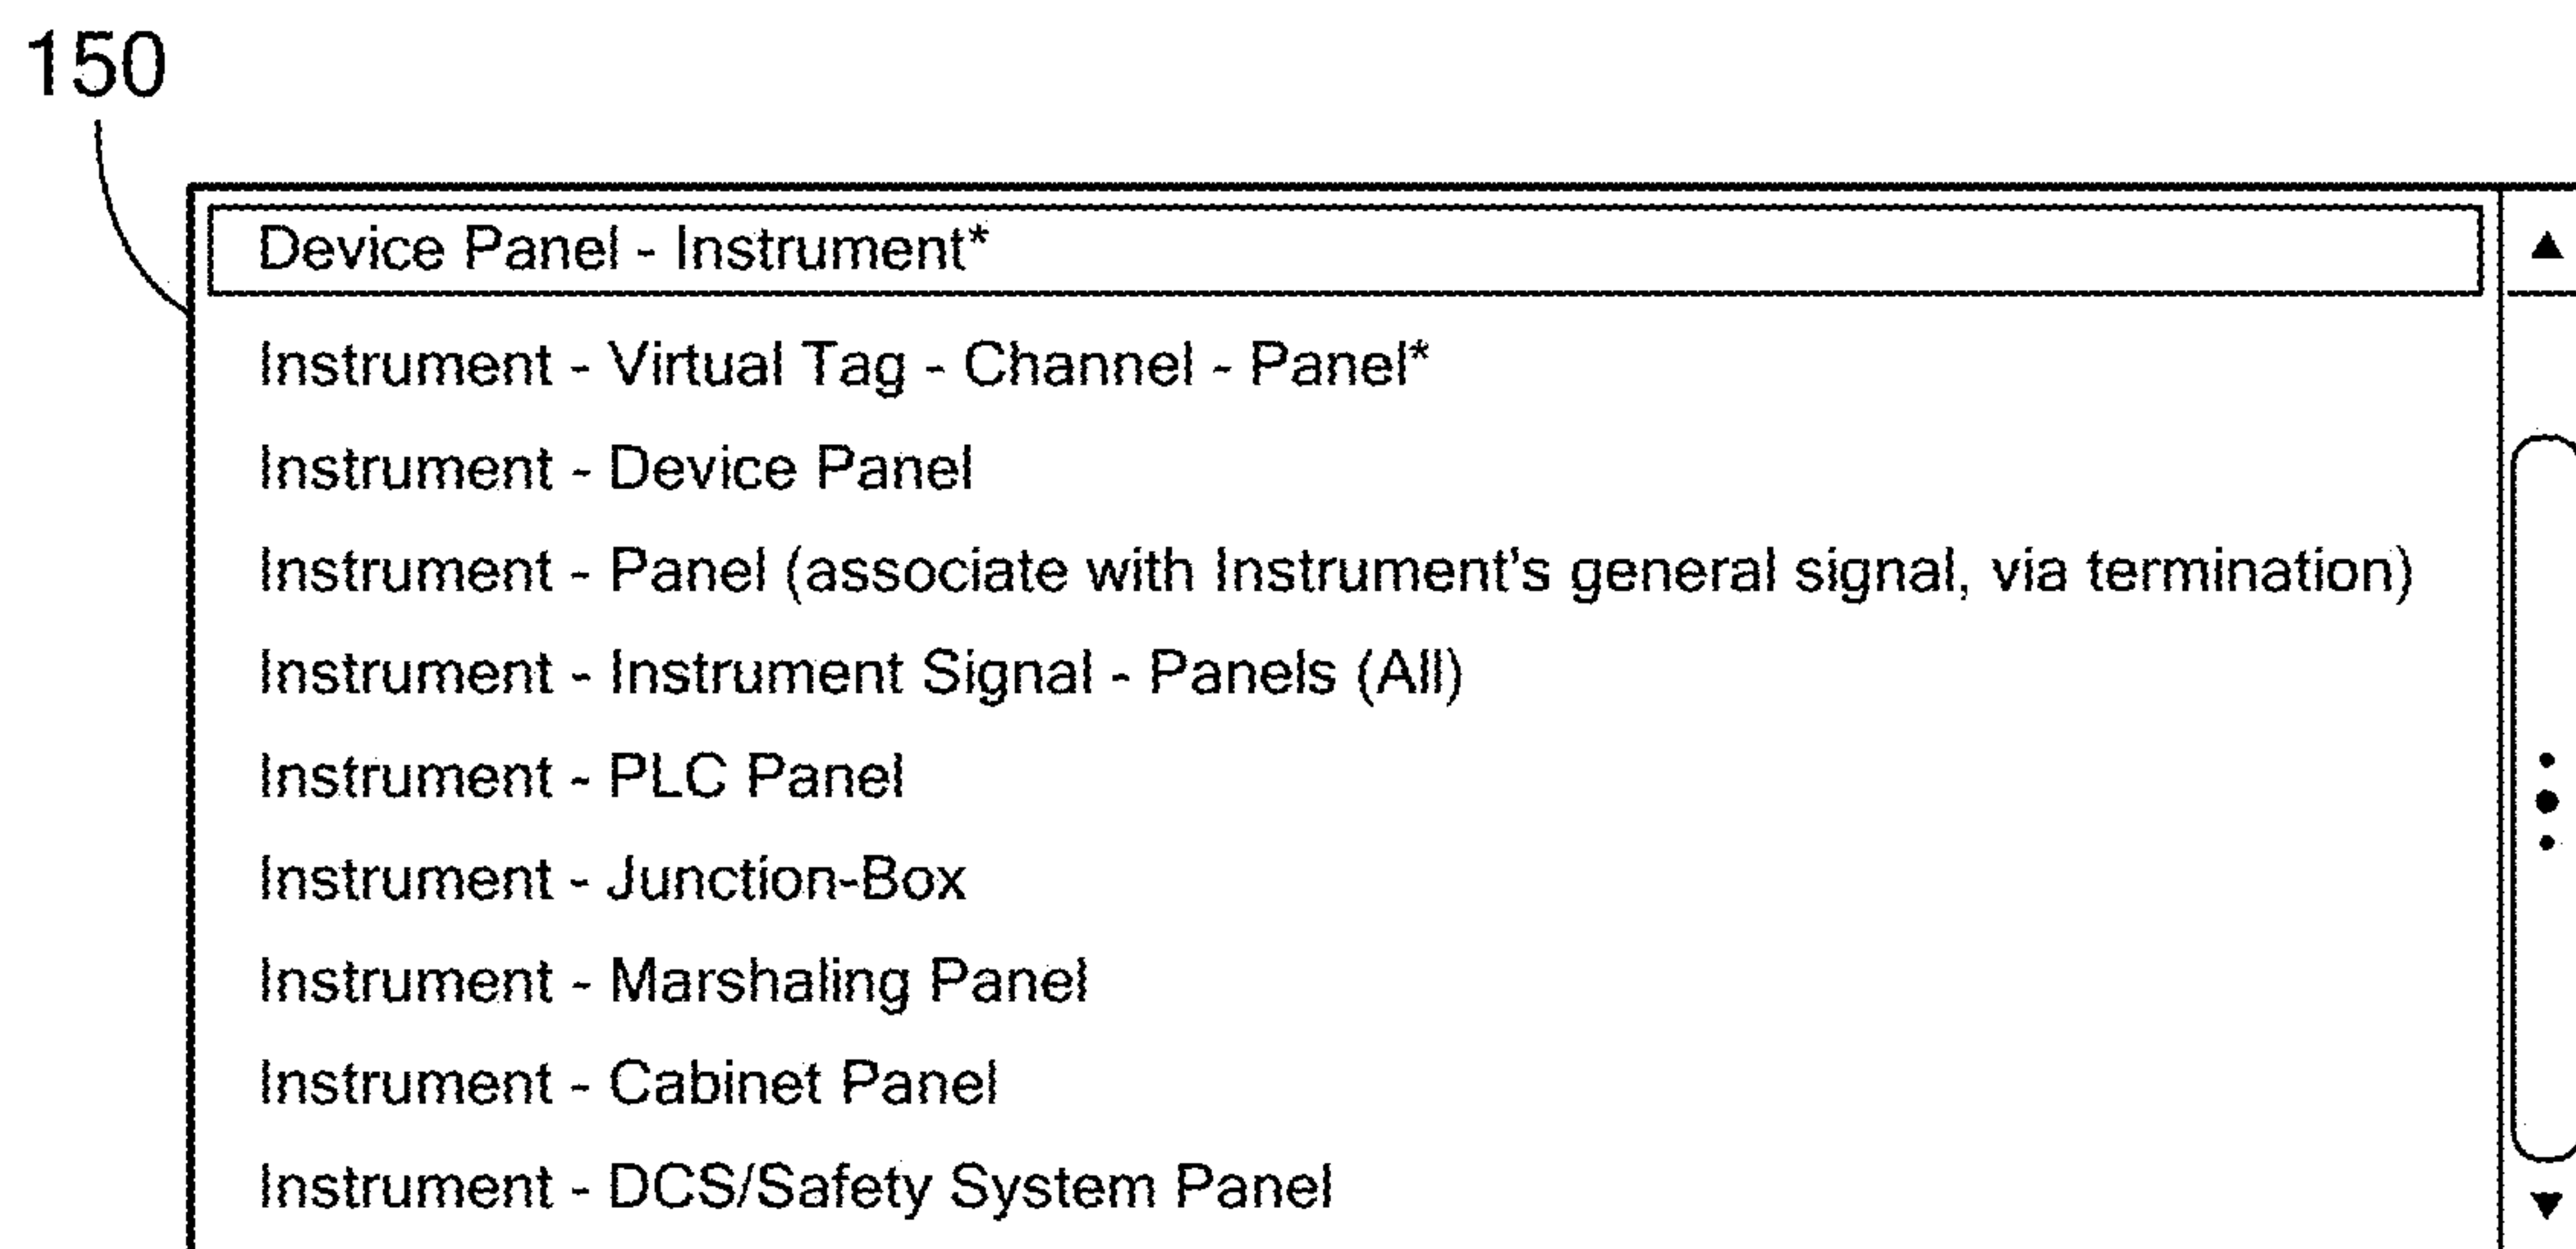 150
Device Panel - Instrument*
Instrument - Virtual Tag - Channel - Panel*
Instrument - Device Panel
Instrument - Panel (associate with Instrument's general signal, via termination)
Instrument - Instrument Signal - Panels (All)
Instrument - PLC Panel
Instrument - Junction-Box
Instrument - Marshaling Panel
Instrument - Cabinet Panel
Instrument - DCS/Safety System Panel